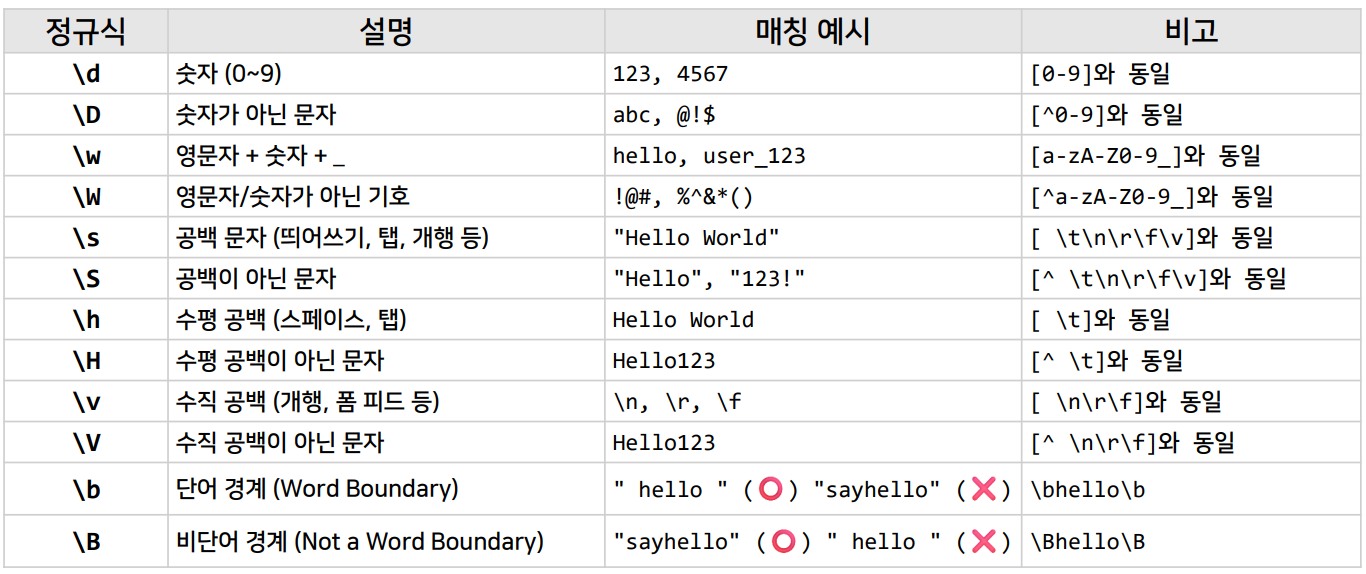 정규식 설명 매칭 예시 비고
\d 숫자 (0~9) 123, 4567 [0-9]와 동일
\D 숫자가 아닌 문자 abc, @!$ [^0-9]와 동일
\w 영문자 + 숫자 + _ hello, user_123 [a-zA-Z0-9_]와 동일
\W 영문자/숫자가 아닌 기호 !@#, %^&*() [^a-zA-Z0-9_]와 동일
\s 공백 문자 (띄어쓰기, 탭, 개행 등) "Hello World" [ \t\n\r\f\v]와 동일
\S 공백이 아닌 문자 "Hello", "123!" [^ \t\n\r\f\v]와 동일
\h 수평 공백 (스페이스, 탭) Hello World [ \t]와 동일
\H 수평 공백이 아닌 문자 Hello123 [^ \t]와 동일
\v 수직 공백 (개행, 폼 피드 등) \n, \r, \f [ \n\r\f]와 동일
\V 수직 공백이 아닌 문자 Hello123 [^ \n\r\f]와 동일
\b 단어 경계 (Word Boundary) " hello " (⭕) "sayhello" (❌) \bhello\b
\B 비단어 경계 (Not a Word Boundary) "sayhello" (⭕) " hello " (❌) \Bhello\B